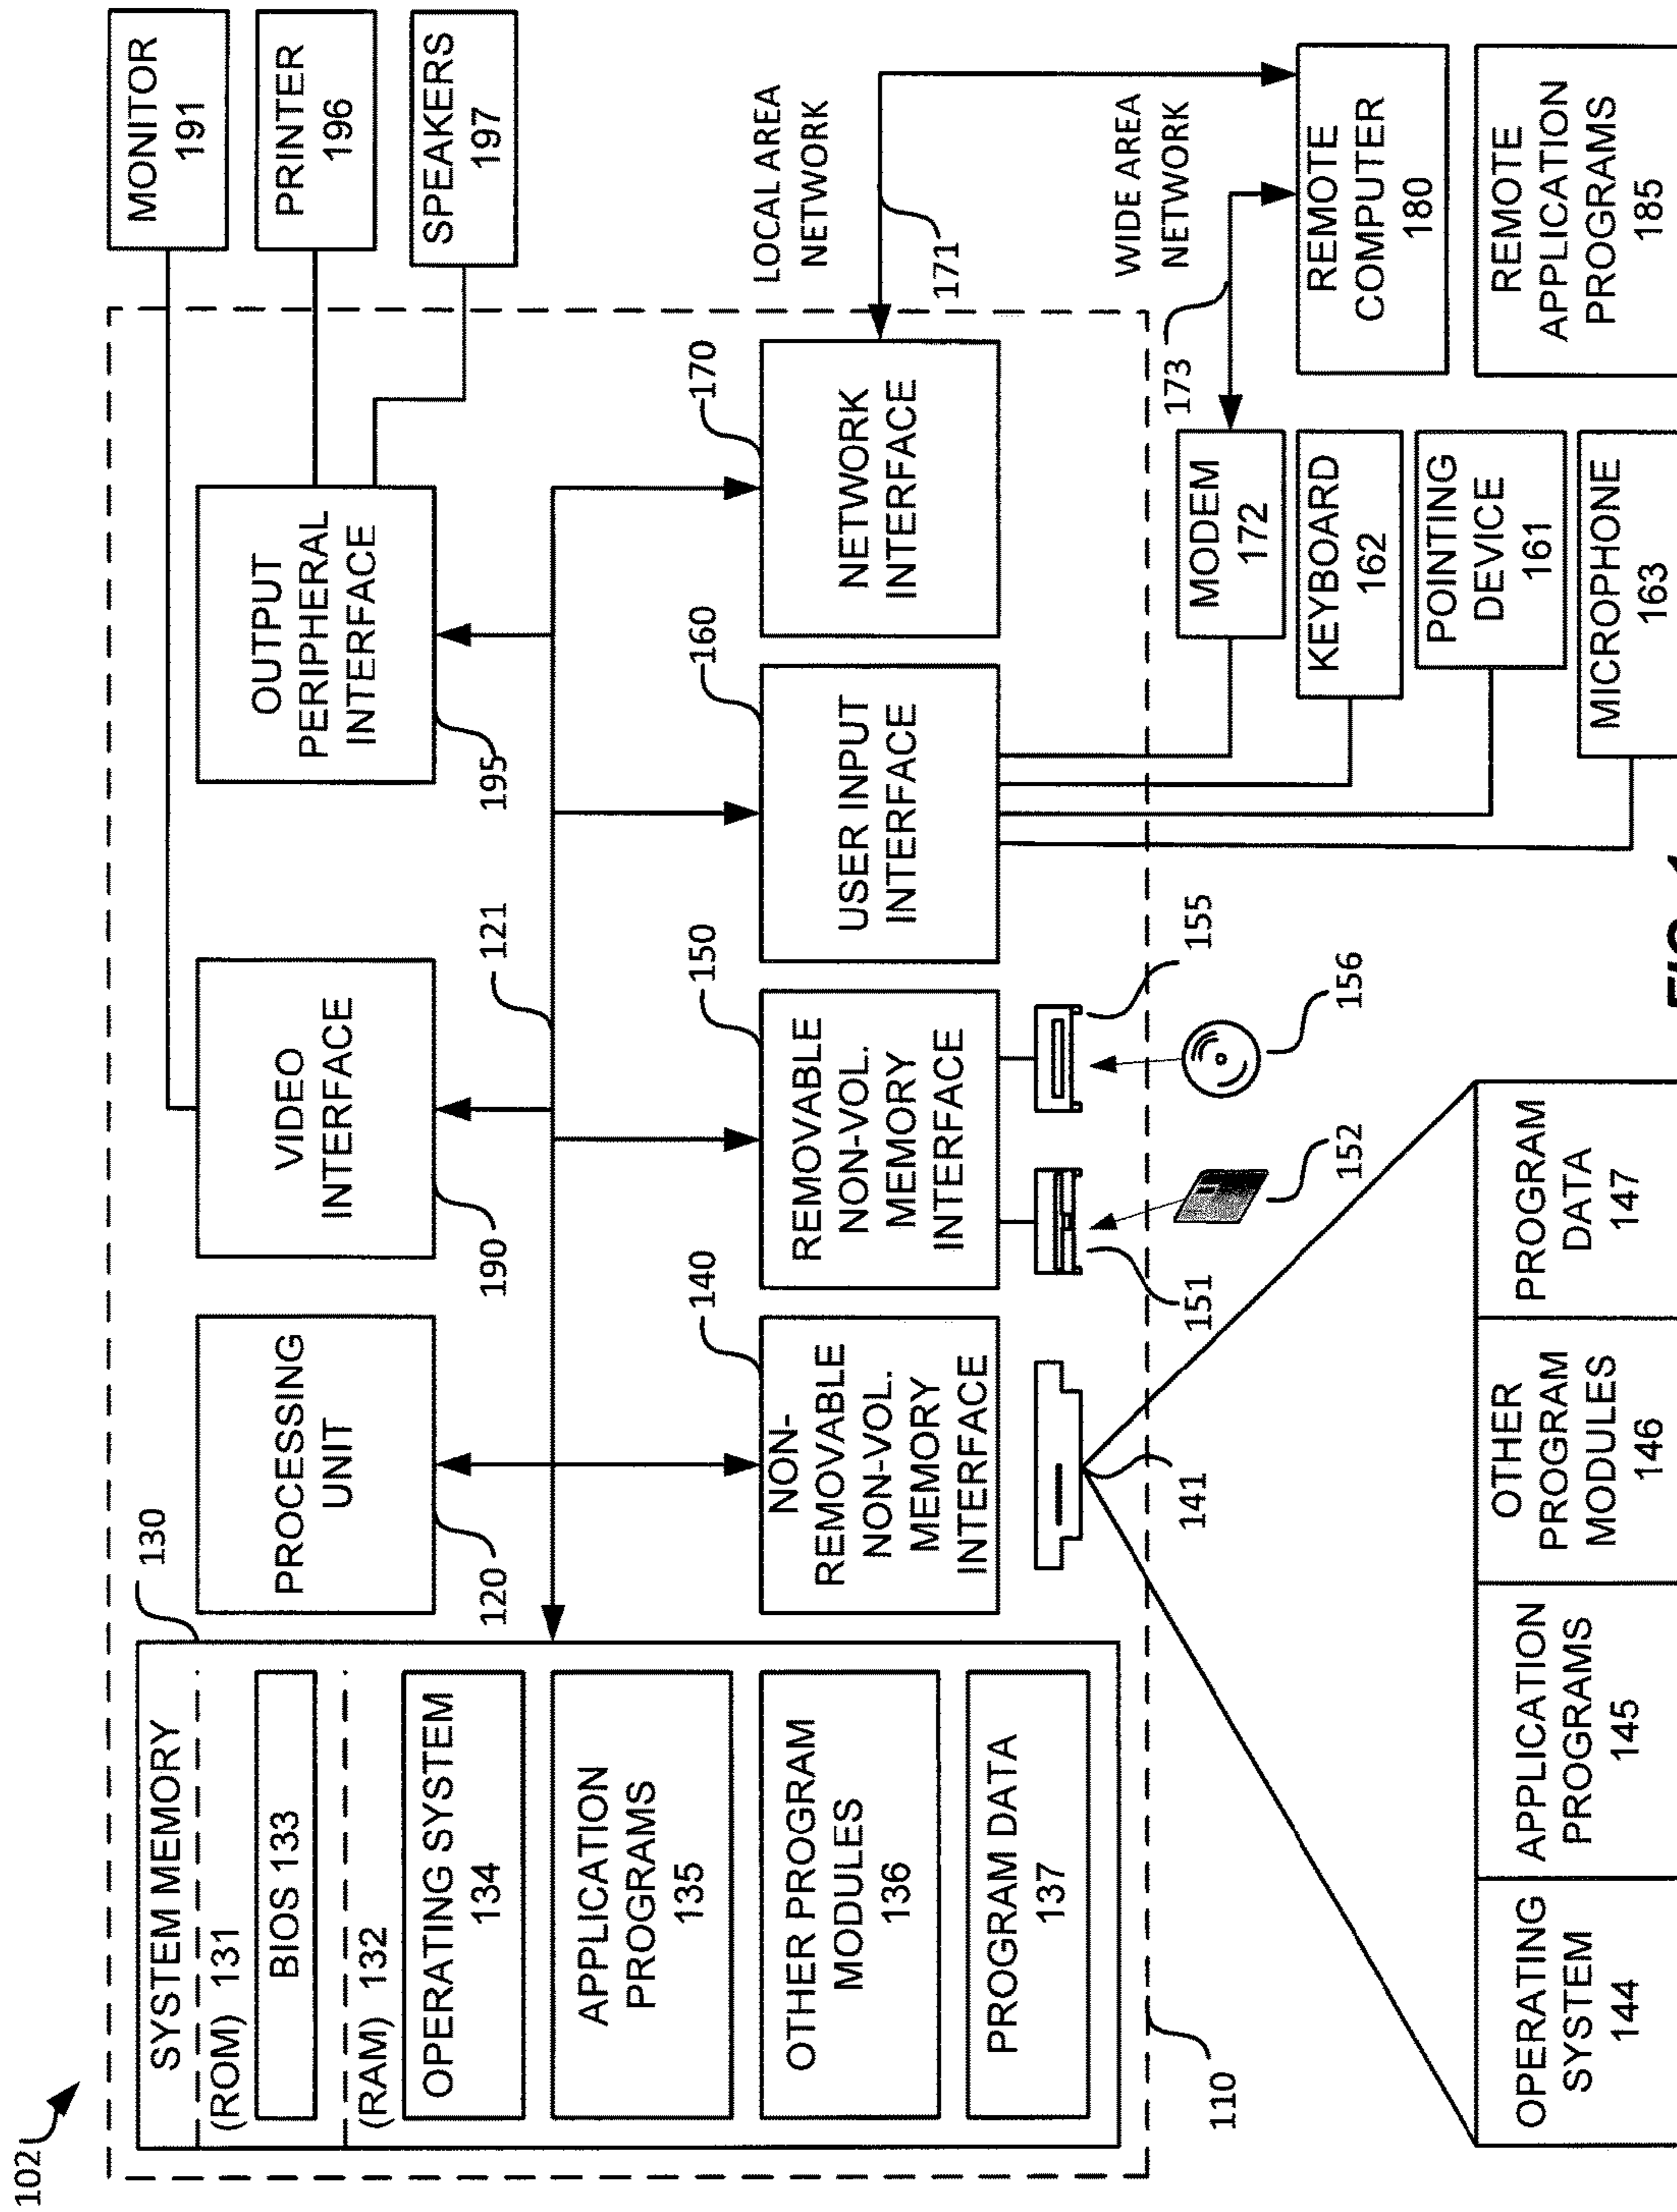 102
SYSTEM MEMORY
130
(ROM) 131
BIOS 133
(RAM) 132
OPERATING SYSTEM
134
APPLICATION
PROGRAMS
135
OTHER PROGRAM
MODULES
136
PROGRAM DATA
137
110
PROCESSING
UNIT
120
VIDEO
INTERFACE
190
121
OUTPUT
PERIPHERAL
INTERFACE
195
MONITOR
191
PRINTER
196
SPEAKERS
197
140
NON-
REMOVABLE
NON-VOL.
MEMORY
INTERFACE
150
REMOVABLE
NON-VOL.
MEMORY
INTERFACE
160
USER INPUT
INTERFACE
170
NETWORK
INTERFACE
LOCAL AREA
NETWORK
171
WIDE AREA
NETWORK
173
141
151
152
155
156
MODEM
172
KEYBOARD
162
POINTING
DEVICE
161
MICROPHONE
163
REMOTE
COMPUTER
180
REMOTE
APPLICATION
PROGRAMS
185
OPERATING
SYSTEM
144
APPLICATION
PROGRAMS
145
OTHER
PROGRAM
MODULES
146
PROGRAM
DATA
147